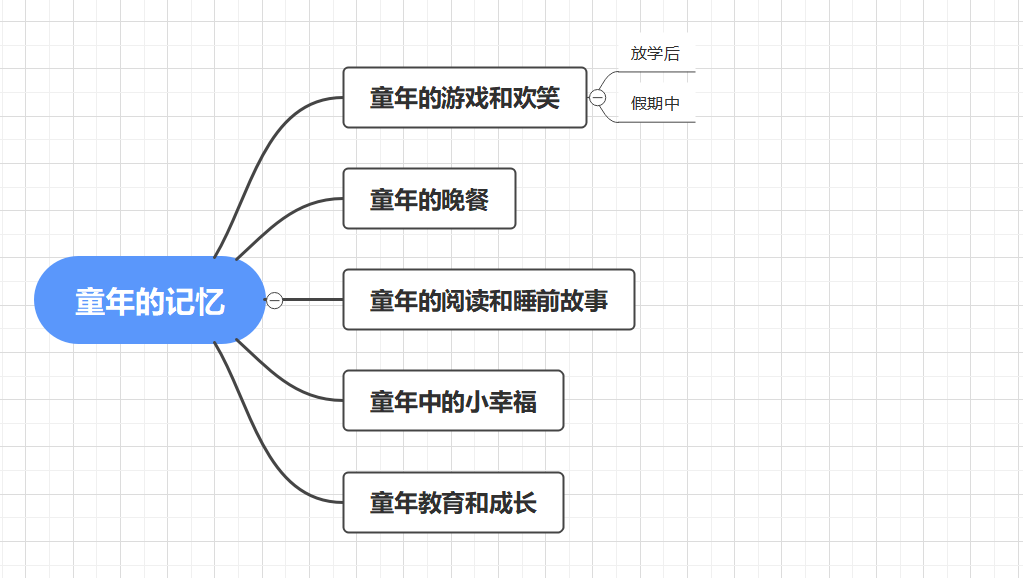 童年的记忆
童年的游戏和欢笑
放学后
假期中
童年的晚餐
童年的阅读和睡前故事
童年中的小幸福
童年教育和成长